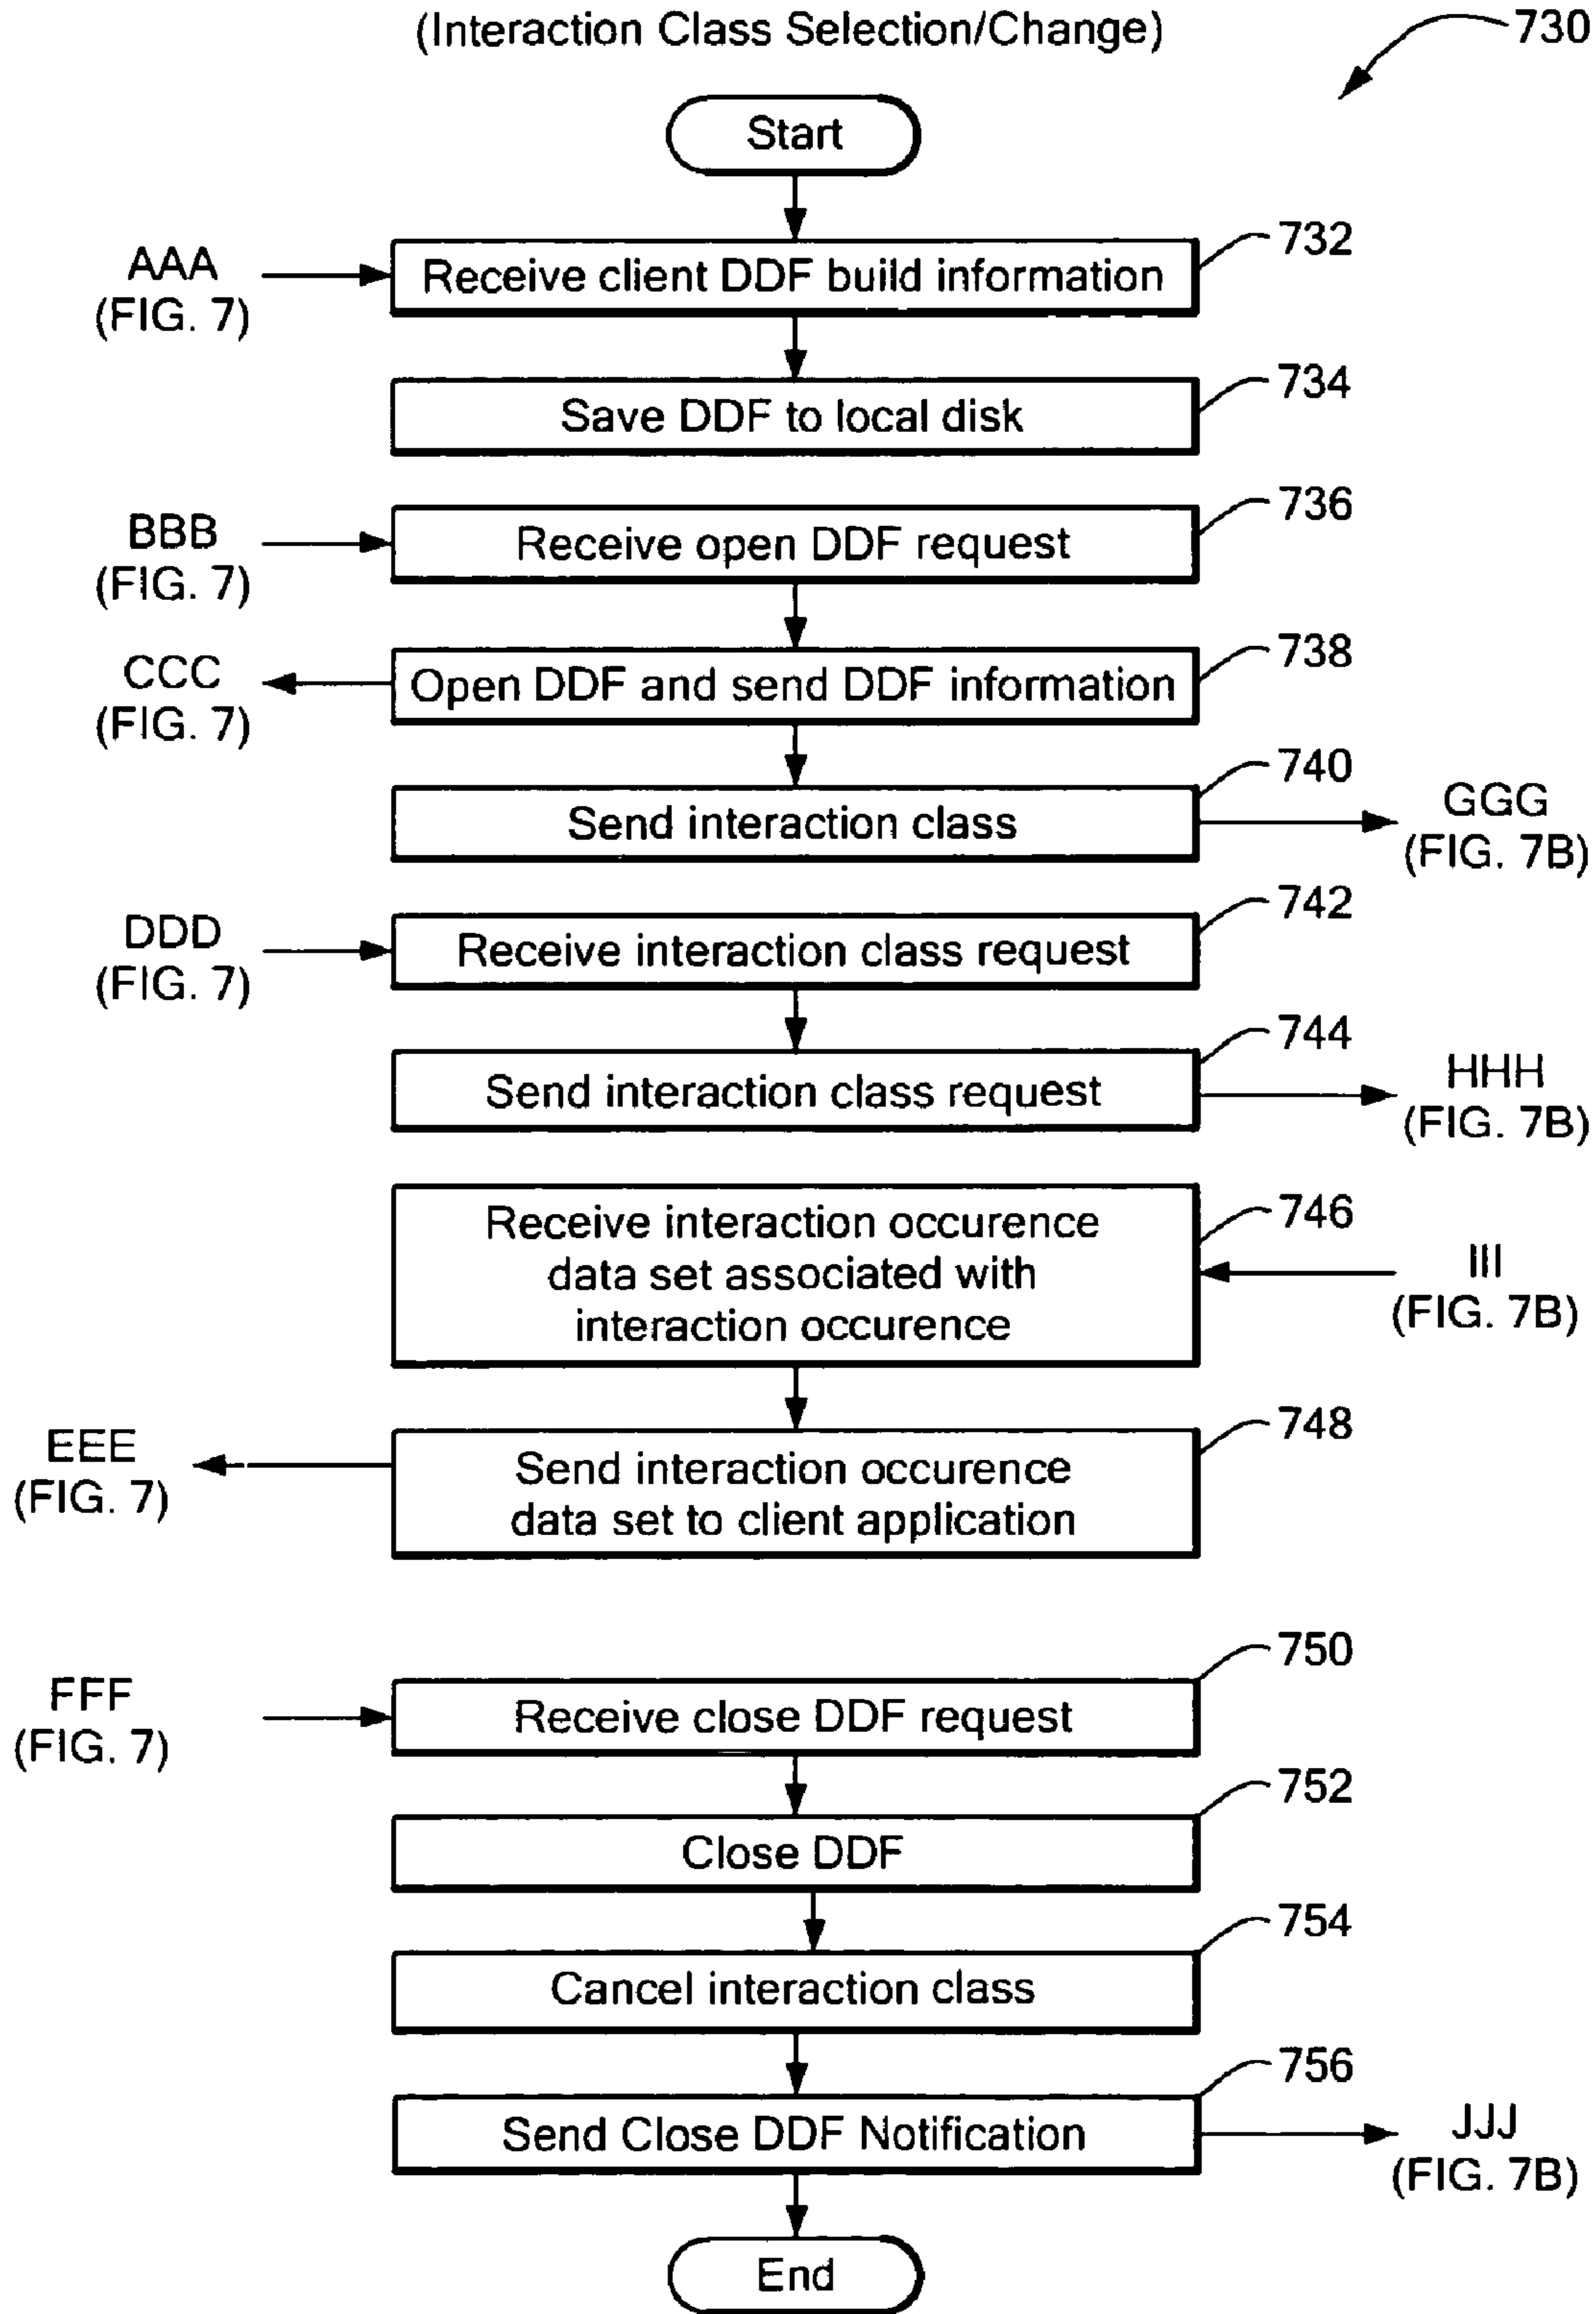 (Interaction Class Selection/Change)
730
Start
732
AAA
(FIG. 7)
Receive client DDF build information
734
Save DDF to local disk
736
BBB
(FIG. 7)
Receive open DDF request
738
CCC
(FIG. 7)
Open DDF and send DDF information
740
Send interaction class
GGG
(FIG. 7B)
742
DDD
(FIG. 7)
Receive interaction class request
744
Send interaction class request
HHH
(FIG. 7B)
746
Receive interaction occurence
data set associated with
interaction occurence
III
(FIG. 7B)
748
EEE
(FIG. 7)
Send interaction occurence
data set to client application
750
FFF
(FIG. 7)
Receive close DDF request
752
Close DDF
754
Cancel interaction class
756
Send Close DDF Notification
JJJ
(FIG. 7B)
End